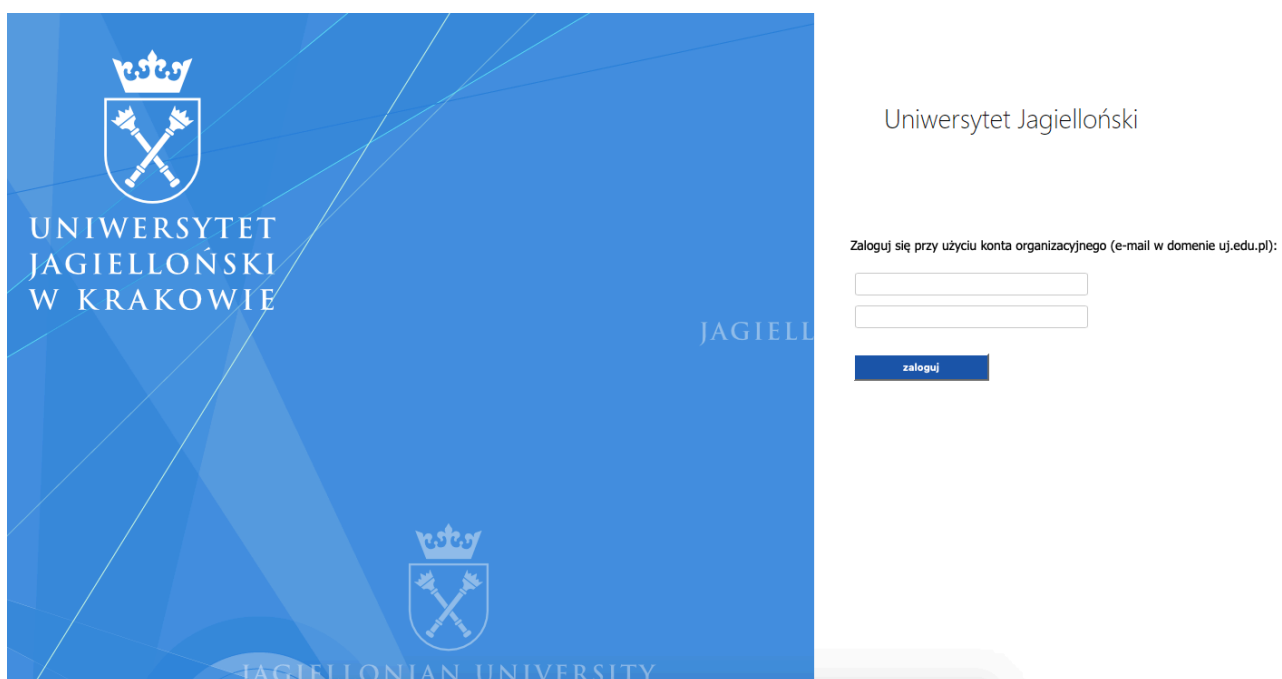 UNIWERSYTET
JAGIELLOŃSKI
W KRAKOWIE
JAGIELL
JAGIELLONIAN UNIVERSITY
Uniwersytet Jagielloński
Zaloguj się przy użyciu konta organizacyjnego (e-mail w domenie uj.edu.pl):
zaloguj